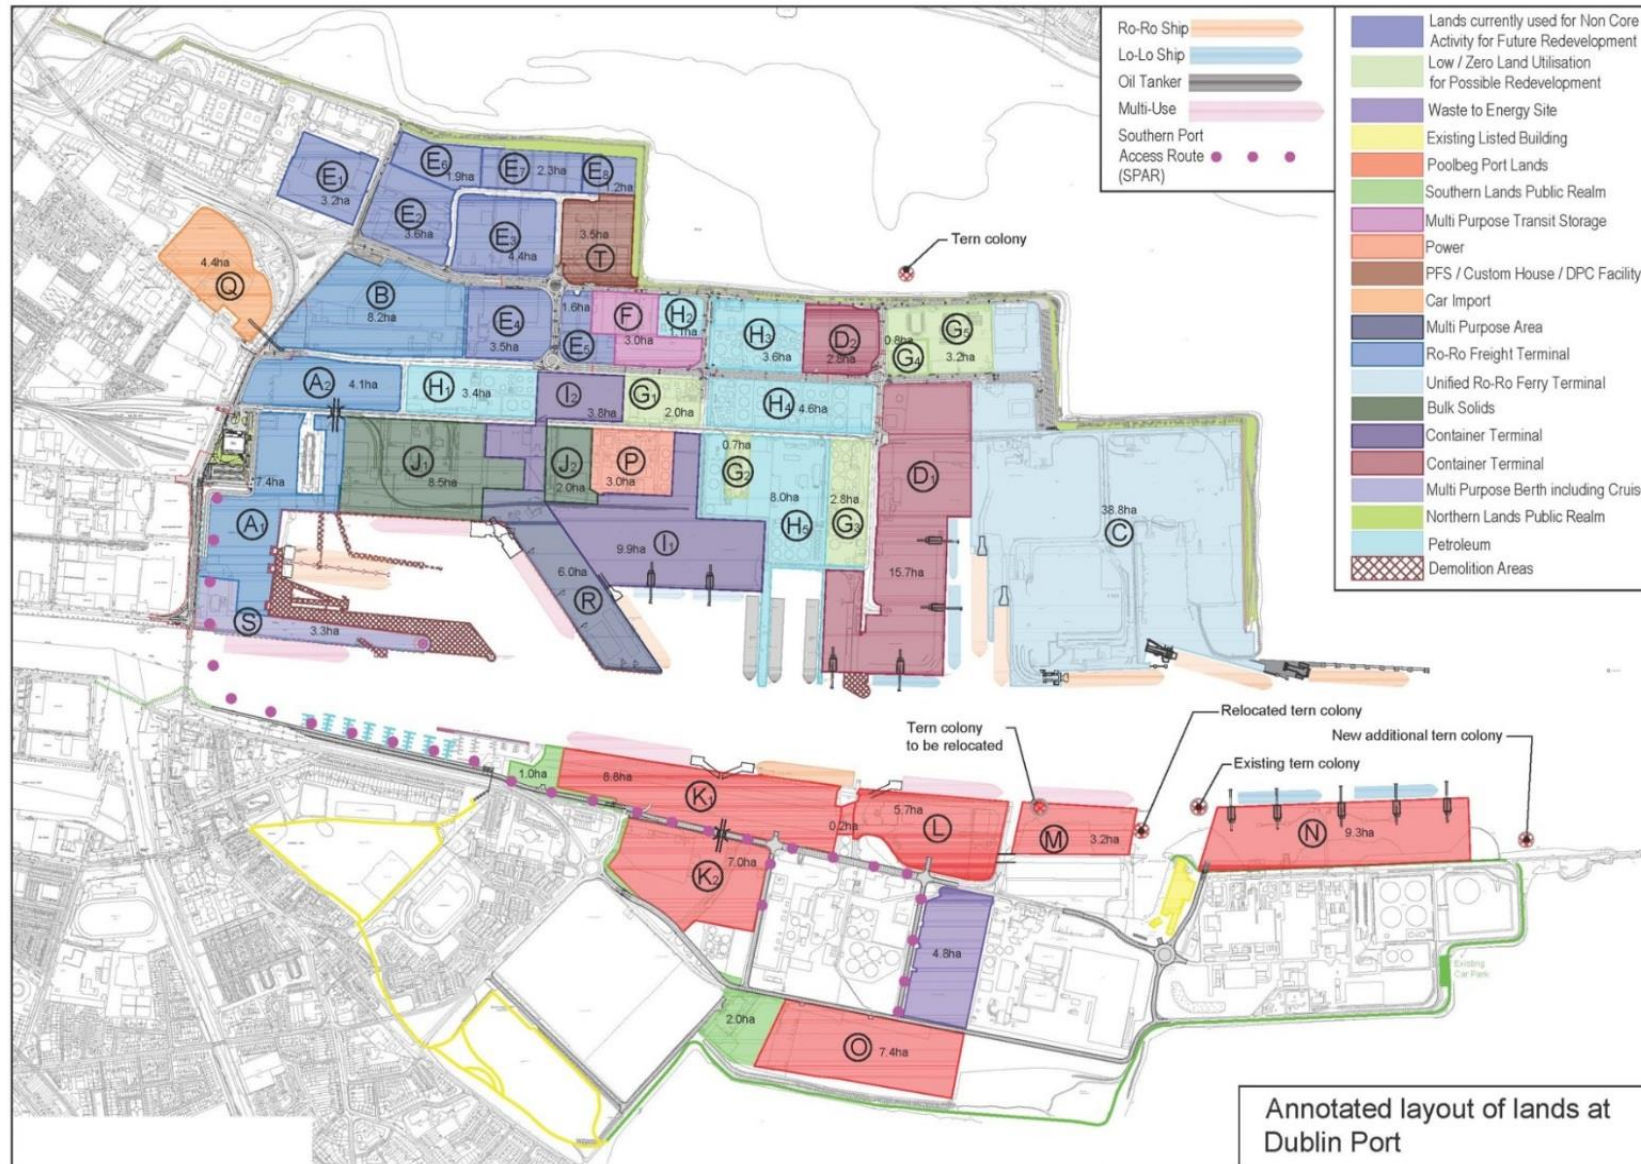 Ro-Ro Ship
Lo-Lo Ship
Oil Tanker
Multi-Use
Southern Port
Access Route
(SPAR)
Lands currently used for Non Core
Activity for Future Redevelopment
Low / Zero Land Utilisation
for Possible Redevelopment
Waste to Energy Site
Existing Listed Building
Poolbeg Port Lands
Southern Lands Public Realm
Multi Purpose Transit Storage
Power
PFS / Custom House / DPC Facility
Car Import
Multi Purpose Area
Ro-Ro Freight Terminal
Unified Ro-Ro Ferry Terminal
Bulk Solids
Container Terminal
Container Terminal
Multi Purpose Berth including Cruis
Northern Lands Public Realm
Petroleum
Demolition Areas
E1
3.2ha
E6
1.9ha
E7
2.3ha
E8
1.2ha
E2
3.6ha
E3
4.4ha
3.5ha
T
Tern colony
4.4ha
Q
B
8.2ha
E4
3.5ha
1.6ha
E5
F
3.0ha
H2
1.1ha
H3
3.6ha
D2
2.8ha
0.8ha
G4
G5
3.2ha
A2
4.1ha
H1
3.4ha
I2
3.8ha
G1
2.0ha
H4
4.6ha
7.4ha
A1
J1
8.5ha
J2
2.0ha
P
3.0ha
0.7ha
G2
8.0ha
H5
2.8ha
G3
D1
15.7ha
38.8ha
C
9.9ha
I1
6.0ha
R
S
3.3ha
Tern colony
to be relocated
Relocated tern colony
Existing tern colony
New additional tern colony
1.0ha
8.8ha
K1
0.2ha
5.7ha
L
M
3.2ha
N
9.3ha
K2
7.0ha
4.8ha
Existing
Car Park
2.0ha
O
7.4ha
Annotated layout of lands at
Dublin Port